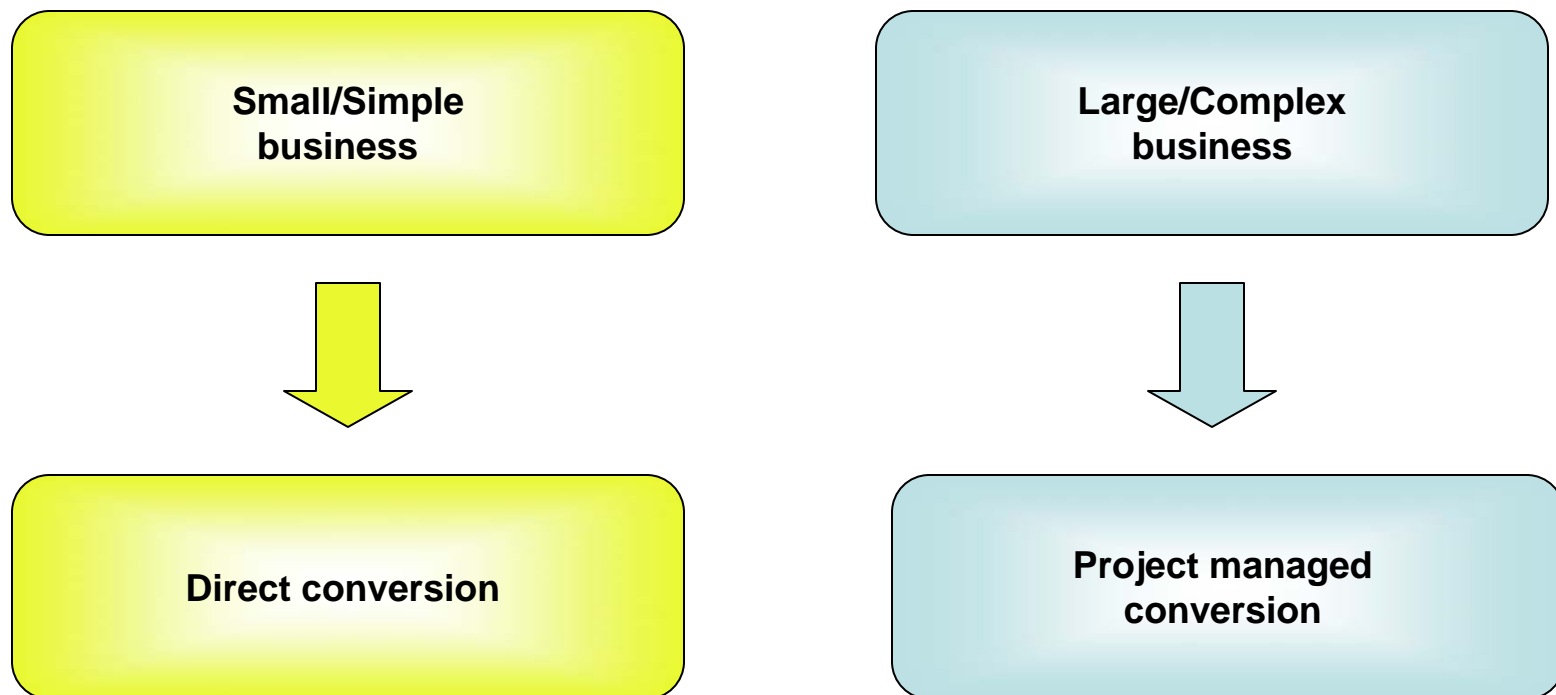 Small/Simple
business
Large/Complex
business
Direct conversion
Project managed
conversion